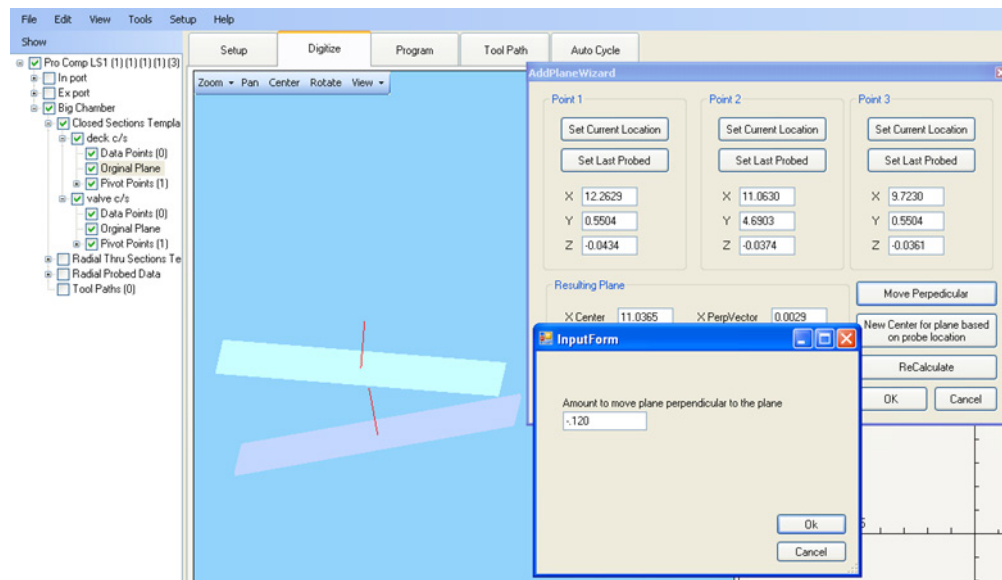 File Edit View Tools Setup Help
Show
Setup Digitize Program Tool Path Auto Cycle
Pro Comp LS1 (1)(1)(1)(1)(3)
In port
Ex port
Big Chamber
Closed Sections Templa
deck c/s
Data Points (0)
Orginal Plane
Pivot Points (1)
valve c/s
Data Points (0)
Orginal Plane
Pivot Points (1)
Radial Thru Sections Te
Radial Probed Data
Tool Paths (0)
Zoom Pan Center Rotate View
AddPlaneWizard
Point 1 Point 2 Point 3
Set Current Location Set Current Location Set Current Location
Set Last Probed Set Last Probed Set Last Probed
X 12.2629 X 11.0630 X 9.7230
Y 0.5504 Y 4.6903 Y 0.5504
Z -0.0434 Z -0.0374 Z -0.0361
Resulting Plane
X Center 11.0365 X PerpVector 0.0029
Move Perpedicular
New Center for plane based
on probe location
ReCalculate
OK Cancel
InputForm
Amount to move plane perpendicular to the plane
-.120
Ok
Cancel